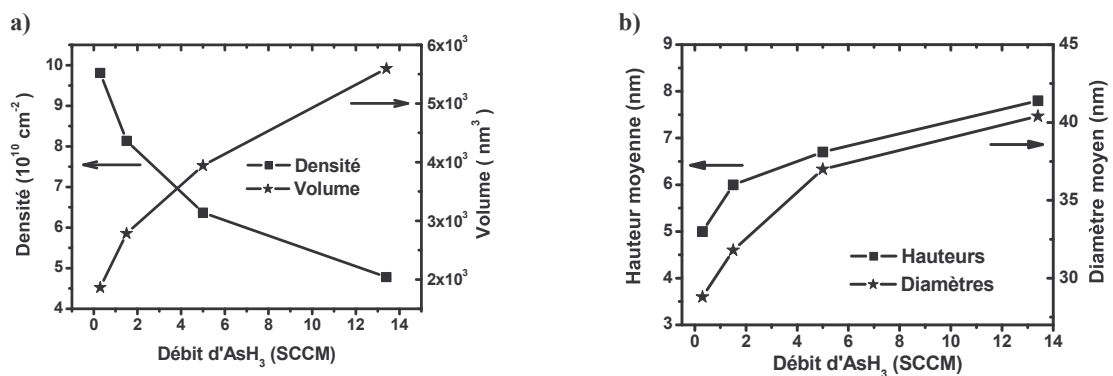 a)
10
9
8
7
6
5
4
Densité (10¹⁰ cm⁻²)
6x10³
5x10³
4x10³
3x10³
2x10³
Volume ( nm³)
Densité
Volume
0 2 4 6 8 10 12 14
Débit d'AsH₃ (SCCM)
b)
9
8
7
6
5
4
3
Hauteur moyenne (nm)
45
40
35
30
Diamètre moyen (nm)
Hauteurs
Diamètres
0 2 4 6 8 10 12 14
Débit d'AsH₃ (SCCM)